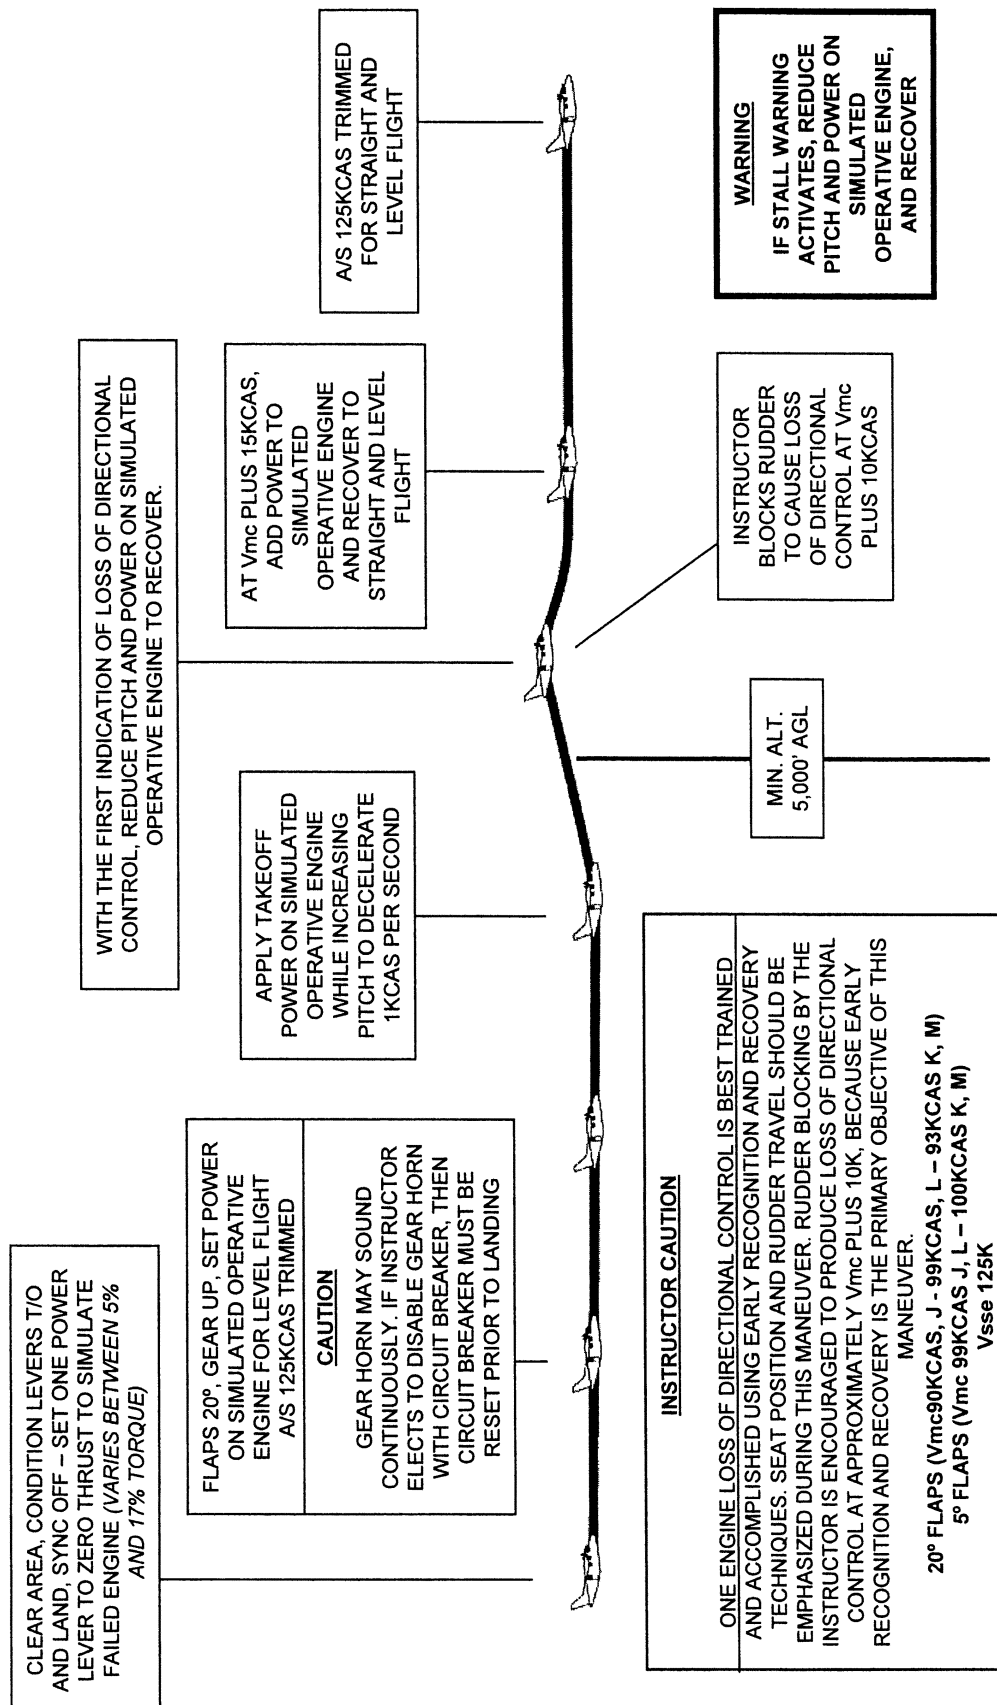 CLEAR AREA, CONDITION LEVERS T/O
AND LAND, SYNC OFF – SET ONE POWER
LEVER TO ZERO THRUST TO SIMULATE
FAILED ENGINE (VARIES BETWEEN 5%
AND 17% TORQUE)
FLAPS 20º, GEAR UP, SET POWER
ON SIMULATED OPERATIVE
ENGINE FOR LEVEL FLIGHT
A/S 125KCAS TRIMMED
CAUTION
GEAR HORN MAY SOUND
CONTINUOUSLY. IF INSTRUCTOR
ELECTS TO DISABLE GEAR HORN
WITH CIRCUIT BREAKER, THEN
CIRCUIT BREAKER MUST BE
RESET PRIOR TO LANDING
APPLY TAKEOFF
POWER ON SIMULATED
OPERATIVE ENGINE
WHILE INCREASING
PITCH TO DECELERATE
1KCAS PER SECOND
WITH THE FIRST INDICATION OF LOSS OF DIRECTIONAL
CONTROL, REDUCE PITCH AND POWER ON SIMULATED
OPERATIVE ENGINE TO RECOVER.
AT Vmc PLUS 15KCAS,
ADD POWER TO
SIMULATED
OPERATIVE ENGINE
AND RECOVER TO
STRAIGHT AND LEVEL
FLIGHT
A/S 125KCAS TRIMMED
FOR STRAIGHT AND
LEVEL FLIGHT
INSTRUCTOR CAUTION
ONE ENGINE LOSS OF DIRECTIONAL CONTROL IS BEST TRAINED
AND ACCOMPLISHED USING EARLY RECOGNITION AND RECOVERY
TECHNIQUES. SEAT POSITION AND RUDDER TRAVEL SHOULD BE
EMPHASIZED DURING THIS MANEUVER. RUDDER BLOCKING BY THE
INSTRUCTOR IS ENCOURAGED TO PRODUCE LOSS OF DIRECTIONAL
CONTROL AT APPROXIMATELY Vmc PLUS 10K, BECAUSE EARLY
RECOGNITION AND RECOVERY IS THE PRIMARY OBJECTIVE OF THIS
MANEUVER.
20º FLAPS (Vmc90KCAS, J - 99KCAS, L – 93KCAS K, M)
5º FLAPS (Vmc 99KCAS J, L – 100KCAS K, M)
Vsse 125K
MIN. ALT.
5,000' AGL
INSTRUCTOR
BLOCKS RUDDER
TO CAUSE LOSS
OF DIRECTIONAL
CONTROL AT Vmc
PLUS 10KCAS
WARNING
IF STALL WARNING
ACTIVATES, REDUCE
PITCH AND POWER ON
SIMULATED
OPERATIVE ENGINE,
AND RECOVER